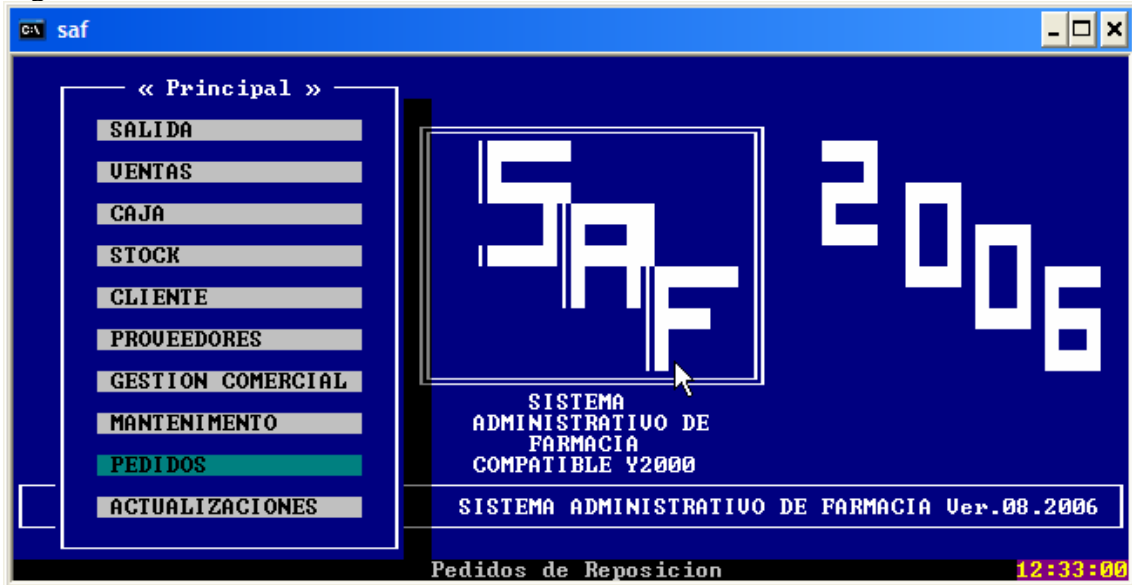 saf
« Principal »
SALIDA
VENTAS
CAJA
STOCK
CLIENTE
PROVEEDORES
GESTION COMERCIAL
MANTENIMENTO
PEDIDOS
ACTUALIZACIONES
SAF
2006
SISTEMA
ADMINISTRATIVO DE
FARMACIA
COMPATIBLE Y2000
SISTEMA ADMINISTRATIVO DE FARMACIA Ver.08.2006
Pedidos de Reposicion
12:33:00